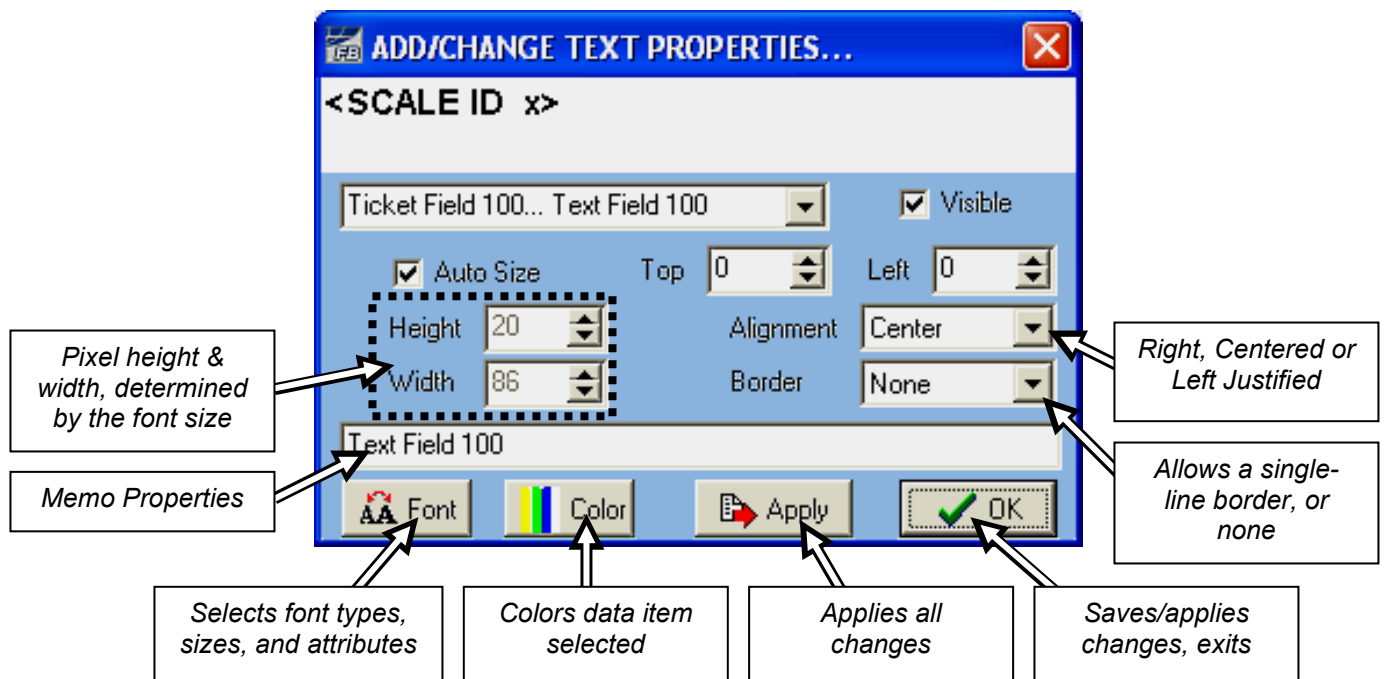 ADD/CHANGE TEXT PROPERTIES...
<SCALE ID x>
Ticket Field 100... Text Field 100
Visible
Auto Size
Top
0
Left
0
Height
20
Alignment
Center
Width
86
Border
None
Text Field 100
Font
Color
Apply
OK
Pixel height &
width, determined
by the font size
Memo Properties
Right, Centered or
Left Justified
Allows a single-
line border, or
none
Selects font types,
sizes, and attributes
Colors data item
selected
Applies all
changes
Saves/applies
changes, exits